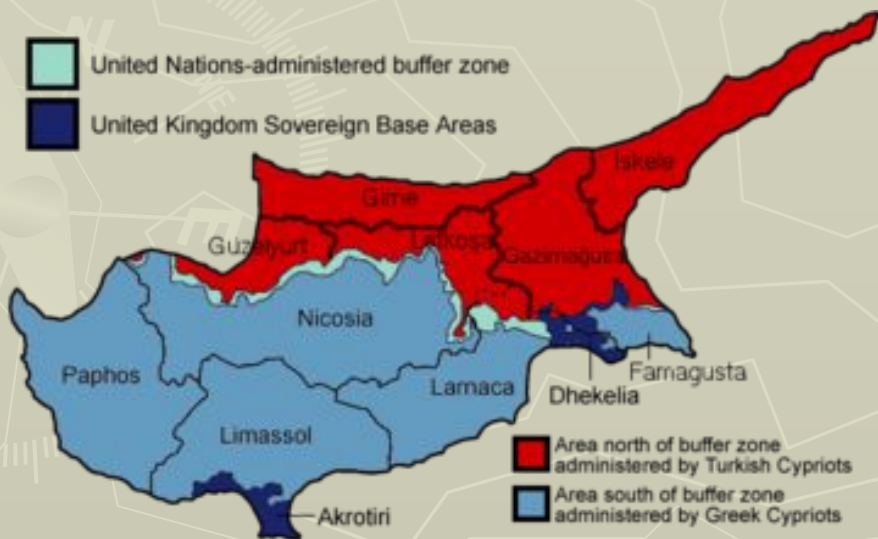 United Nations-administered buffer zone
United Kingdom Sovereign Base Areas
Iskele
Girne
Güzelyurt
Lefkoşa
Gazimağusa
Nicosia
Paphos
Larnaca
Famagusta
Dhekelia
Limassol
Akrotiri
Area north of buffer zone
administered by Turkish Cypriots
Area south of buffer zone
administered by Greek Cypriots